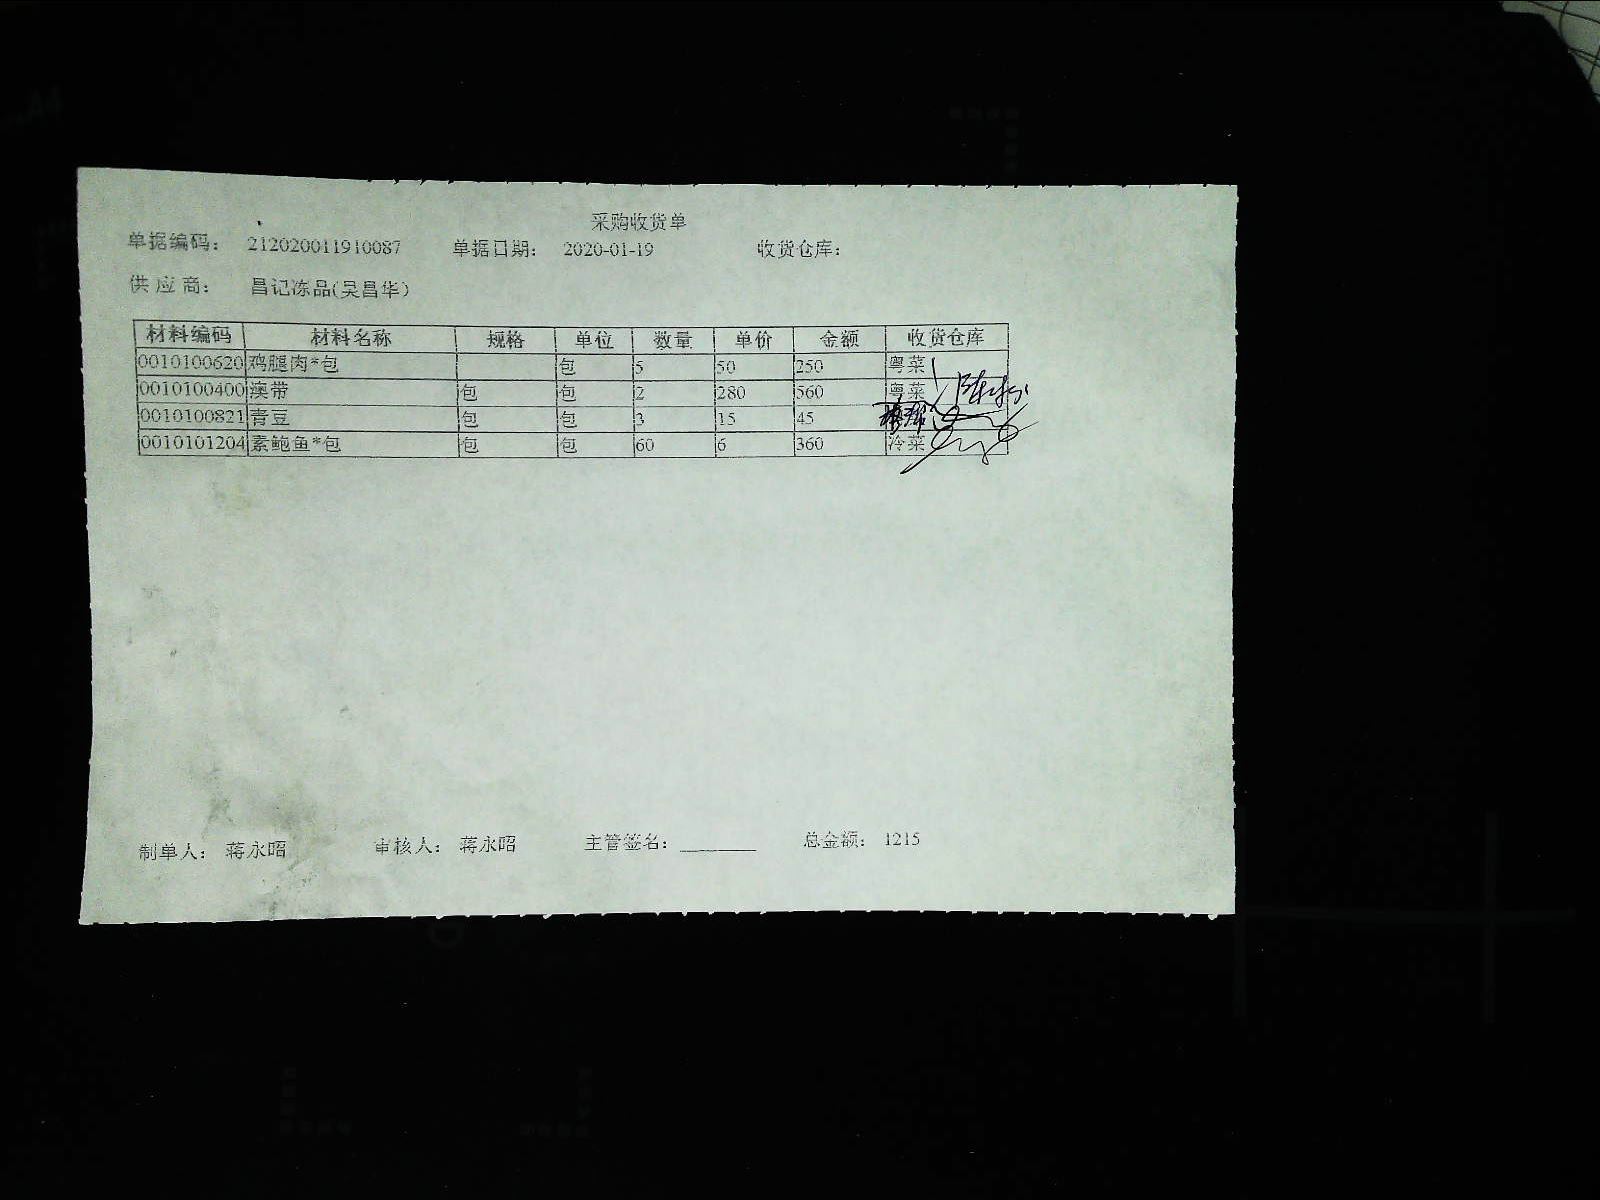 采购收货单
单据编码： 212020011910087 单据日期： 2020-01-19 收货仓库：
供 应 商： 昌记冻品(吴昌华)
材料编码 材料名称 规格 单位 数量 单价 金额 收货仓库
0010100620 鸡腿肉*包 包 5 50 250 粤菜
0010100400 澳带 包 包 2 280 560 粤菜
0010100821 青豆 包 包 3 15 45
0010101204 素鲍鱼*包 包 包 60 6 360 冷菜
制单人： 蒋永昭 审核人： 蒋永昭 主管签名： 总金额： 1215